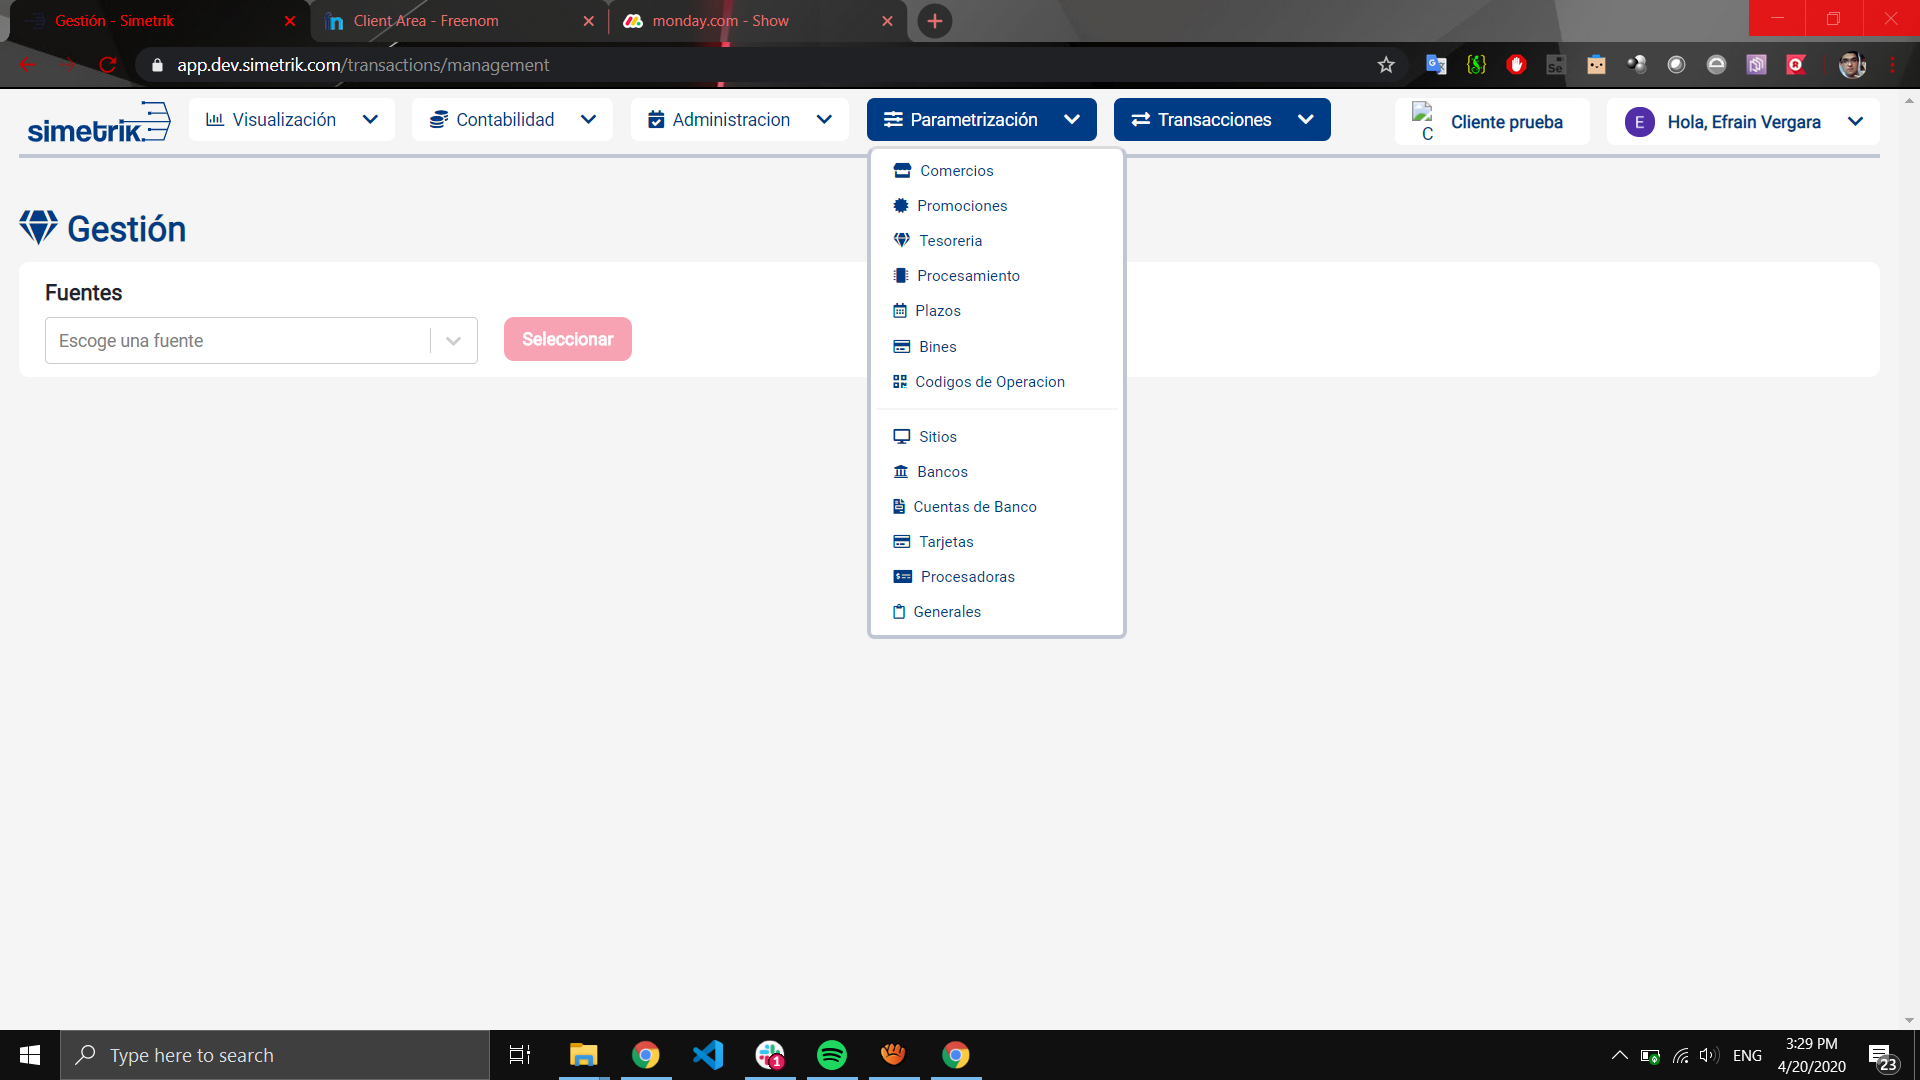 Gestión - Simetrik
Client Area - Freenom
monday.com - Show
app.dev.simetrik.com/transactions/management
simetrik.
Visualización
Contabilidad
Administracion
Parametrización
Transacciones
C
Cliente prueba
E
Hola, Efrain Vergara
Comercios
Promociones
Tesoreria
Procesamiento
Plazos
Bines
Codigos de Operacion
Sitios
Bancos
Cuentas de Banco
Tarjetas
Procesadoras
Generales
Gestión
Fuentes
Escoge una fuente
Seleccionar
Type here to search
1
ENG
3:29 PM
4/20/2020
23